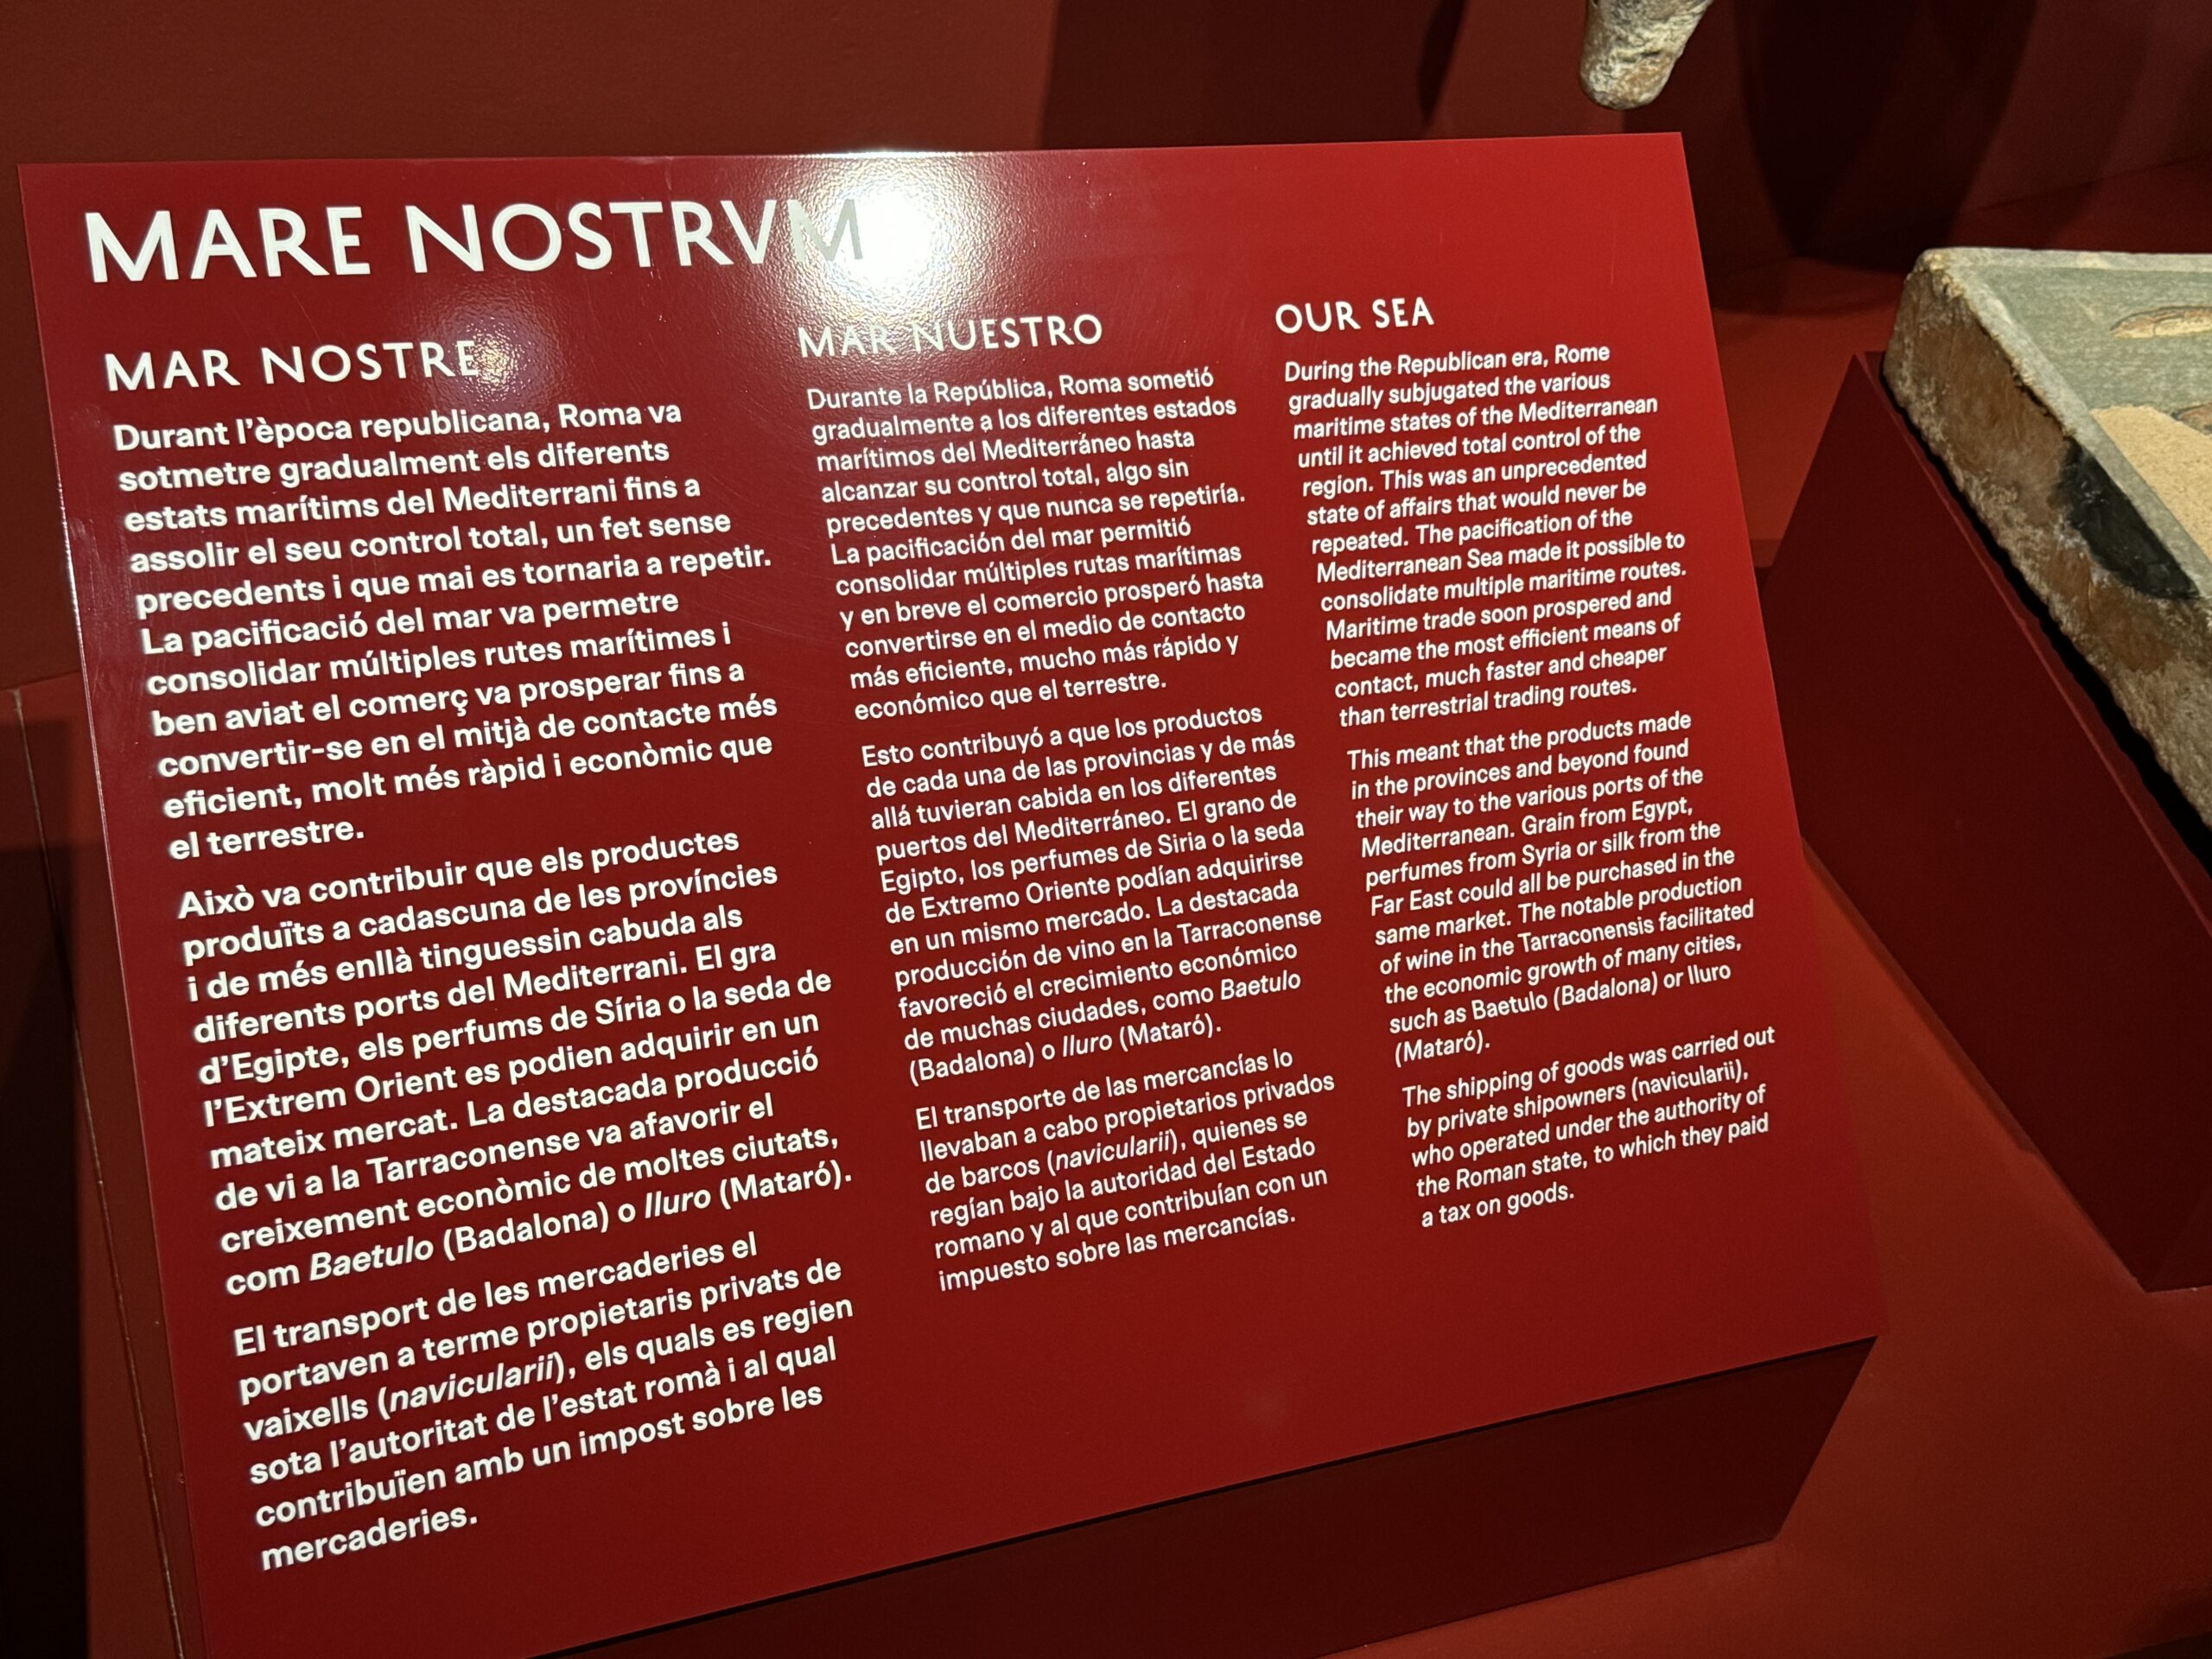 MARE NOSTRVM
MAR NOSTRE
Durant l'època republicana, Roma va
sotmetre gradualment els diferents
estats marítims del Mediterrani fins a
assolir el seu control total, un fet sense
precedents i que mai es tornaria a repetir.
La pacificació del mar va permetre
consolidar múltiples rutes marítimes i
ben aviat el comerç va prosperar fins a
convertir-se en el mitjà de contacte més
eficient, molt més ràpid i econòmic que
el terrestre.
Això va contribuir que els productes
produïts a cadascuna de les províncies
i de més enllà tinguessin cabuda als
diferents ports del Mediterrani. El gra
d'Egipte, els perfums de Síria o la seda de
l'Extrem Orient es podien adquirir en un
mateix mercat. La destacada producció
de vi a la Tarraconense va afavorir el
creixement econòmic de moltes ciutats,
com Baetulo (Badalona) o Iluro (Mataró).
El transport de les mercaderies el
portaven a terme propietaris privats de
vaixells (navicularii), els quals es regien
sota l'autoritat de l'estat romà i al qual
contribuïen amb un impost sobre les
mercaderies.
MAR NUESTRO
Durante la República, Roma sometió
gradualmente a los diferentes estados
marítimos del Mediterráneo hasta
alcanzar su control total, algo sin
precedentes y que nunca se repetiría.
La pacificación del mar permitió
consolidar múltiples rutas marítimas
y en breve el comercio prosperó hasta
convertirse en el medio de contacto
más eficiente, mucho más rápido y
económico que el terrestre.
Esto contribuyó a que los productos
de cada una de las provincias y de más
allá tuvieran cabida en los diferentes
puertos del Mediterráneo. El grano de
Egipto, los perfumes de Siria o la seda
de Extremo Oriente podían adquirirse
en un mismo mercado. La destacada
producción de vino en la Tarraconense
favoreció el crecimiento económico
de muchas ciudades, como Baetulo
(Badalona) o Iluro (Mataró).
El transporte de las mercancías lo
llevaban a cabo propietarios privados
de barcos (navicularii), quienes se
regían bajo la autoridad del Estado
romano y al que contribuían con un
impuesto sobre las mercancías.
OUR SEA
During the Republican era, Rome
gradually subjugated the various
maritime states of the Mediterranean
until it achieved total control of the
region. This was an unprecedented
state of affairs that would never be
repeated. The pacification of the
Mediterranean Sea made it possible to
consolidate multiple maritime routes.
Maritime trade soon prospered and
became the most efficient means of
contact, much faster and cheaper
than terrestrial trading routes.
This meant that the products made
in the provinces and beyond found
their way to the various ports of the
Mediterranean. Grain from Egypt,
perfumes from Syria or silk from the
Far East could all be purchased in the
same market. The notable production
of wine in the Tarraconensis facilitated
the economic growth of many cities,
such as Baetulo (Badalona) or Iluro
(Mataró).
The shipping of goods was carried out
by private shipowners (navicularii),
who operated under the authority of
the Roman state, to which they paid
a tax on goods.